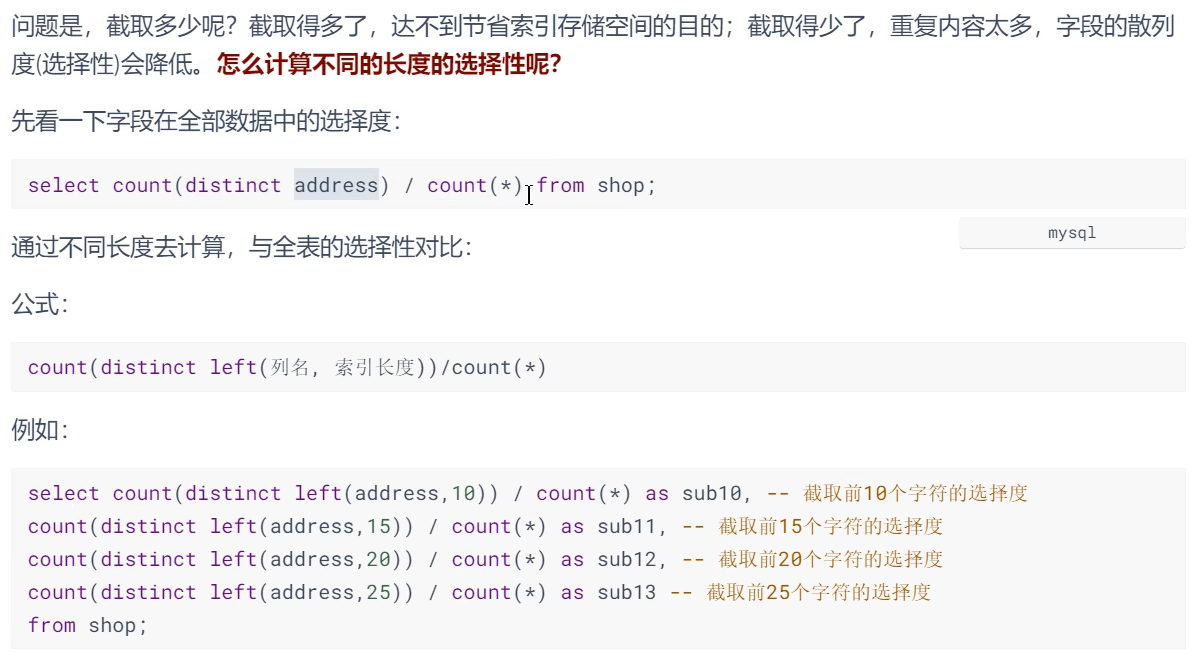 问题是，截取多少呢？截取得多了，达不到节省索引存储空间的目的；截取得少了，重复内容太多，字段的散列
度(选择性)会降低。怎么计算不同的长度的选择性呢？
先看一下字段在全部数据中的选择度：
select count(distinct address) / count(*) from shop;
通过不同长度去计算，与全表的选择性对比：
mysql
公式：
count(distinct left(列名, 索引长度))/count(*)
例如：
select count(distinct left(address,10)) / count(*) as sub10, -- 截取前10个字符的选择度
count(distinct left(address,15)) / count(*) as sub11, -- 截取前15个字符的选择度
count(distinct left(address,20)) / count(*) as sub12, -- 截取前20个字符的选择度
count(distinct left(address,25)) / count(*) as sub13 -- 截取前25个字符的选择度
from shop;